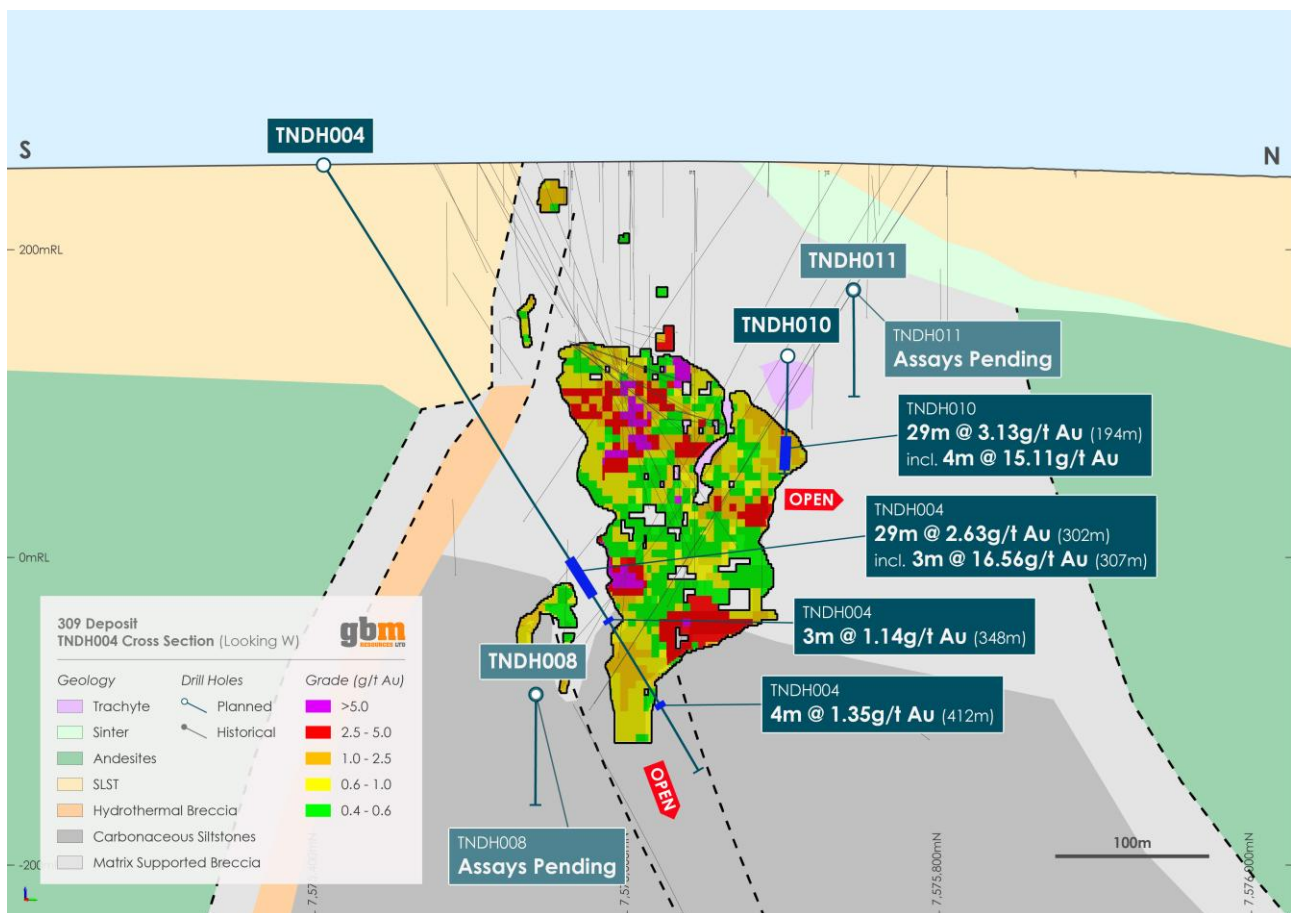 TNDH004
S
N
200mRL
TNDH011
TNDH010
TNDH011
Assays Pending
TNDH010
29m @ 3.13g/t Au (194m)
incl. 4m @ 15.11g/t Au
OPEN
TNDH004
29m @ 2.63g/t Au (302m)
incl. 3m @ 16.56g/t Au (307m)
0mRL
TNDH004
3m @ 1.14g/t Au (348m)
TNDH008
TNDH004
4m @ 1.35g/t Au (412m)
OPEN
TNDH008
Assays Pending
309 Deposit
TNDH004 Cross Section (Looking W)
gbm
RESOURCES LTD
Geology
Trachyte
Sinter
Andesites
SLST
Hydrothermal Breccia
Carbonaceous Siltstones
Matrix Supported Breccia
Drill Holes
Planned
Historical
Grade (g/t Au)
>5.0
2.5 - 5.0
1.0 - 2.5
0.6 - 1.0
0.4 - 0.6
100m
7,575,800mN
7,576,000mN